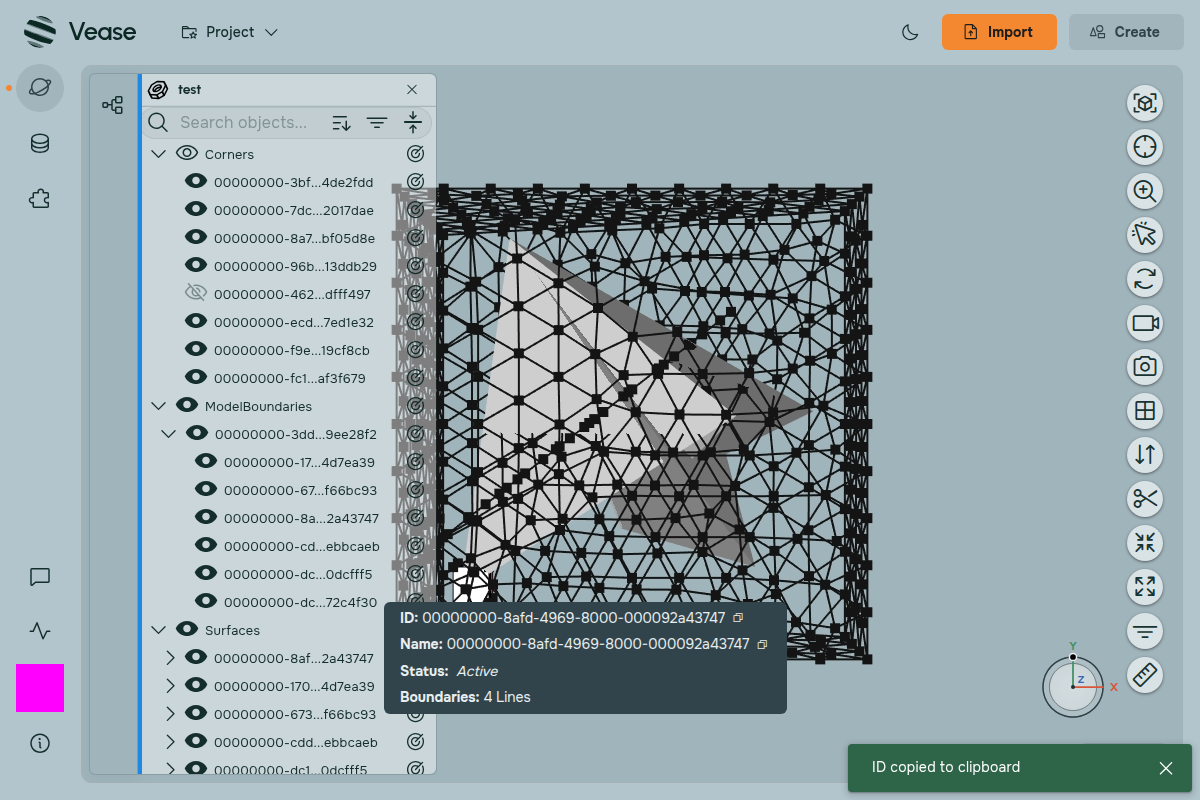 Vease
Project
Import
Create
test
Search objects...
Corners
00000000-3bf...4de2fdd
00000000-7dc...2017dae
00000000-8a7...bf05d8e
00000000-96b...13ddb29
00000000-462...dfff497
00000000-ecd...7ed1e32
00000000-f9e...19cf8cb
00000000-fc1...af3f679
ModelBoundaries
00000000-3dd...9ee28f2
00000000-17...4d7ea39
00000000-67...f66bc93
00000000-8a...2a43747
00000000-cd...ebbcaeb
00000000-dc...0dcfff5
00000000-dc...72c4f30
Surfaces
00000000-8af...2a43747
00000000-170...4d7ea39
00000000-673...f66bc93
00000000-cdd...ebbcaeb
00000000-dc1...0dcfff5
ID: 00000000-8afd-4969-8000-000092a43747
Name: 00000000-8afd-4969-8000-000092a43747
Status: Active
Boundaries: 4 Lines
Y
Z
X
ID copied to clipboard